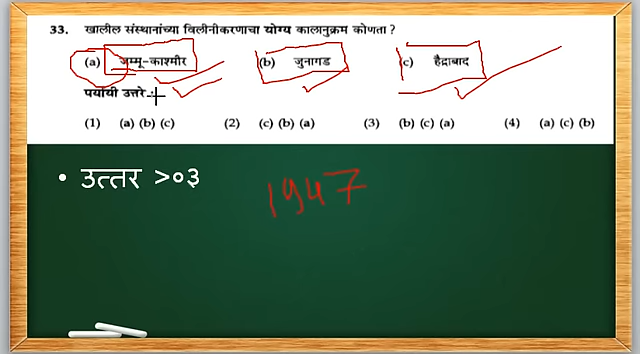 33. खालील संस्थानांच्या विलीनीकरणाचा योग्य कालानुक्रम कोणता ?
(a) जम्मू-काश्मीर (b) जुनागड (c) हैद्राबाद
पर्यायी उत्तरे :
(1) (a) (b) (c) (2) (c) (b) (a) (3) (b) (c) (a) (4) (a) (c) (b)
• उत्तर >०३
1947